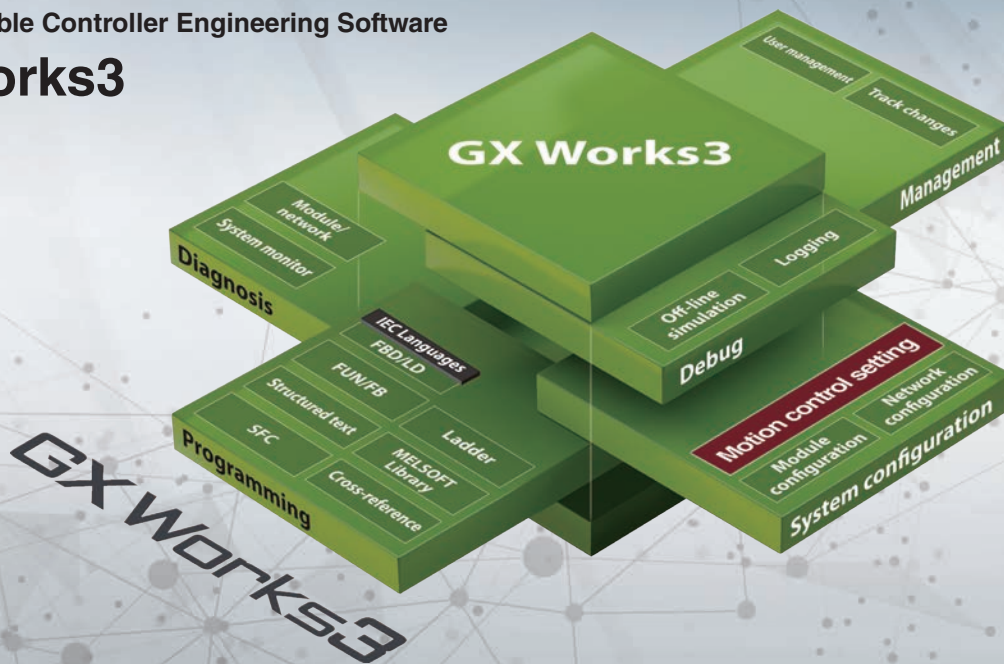 ble Controller Engineering Software
orks3
GX Works3
User management
Track changes
Management
Module/
network
System monitor
Diagnosis
Logging
Off-line
simulation
Debug
IEC Languages
FBD/LD
FUN/FB
Structured text
SFC
Ladder
MELSOFT
Library
Cross-reference
Programming
Motion control setting
Module
configuration
Network
configuration
System configuration
GX Works3